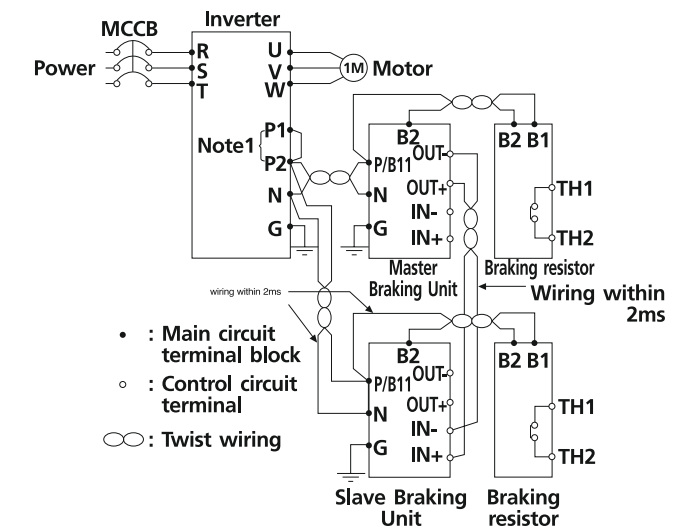 Inverter
MCCB
Power
R
S
T
U
V
W
1M
Motor
P1
Note1
P2
N
G
B2
P/B11
OUT-
OUT+
N
IN-
G
IN+
Master
Braking Unit
B2 B1
TH1
TH2
Braking resistor
Wiring within
2ms
wiring within 2ms
• : Main circuit
terminal block
○ : Control circuit
terminal
: Twist wiring
B2
OUT-
P/B11
OUT+
N
IN-
G
IN+
Slave Braking
Unit
B2 B1
TH1
TH2
Braking
resistor